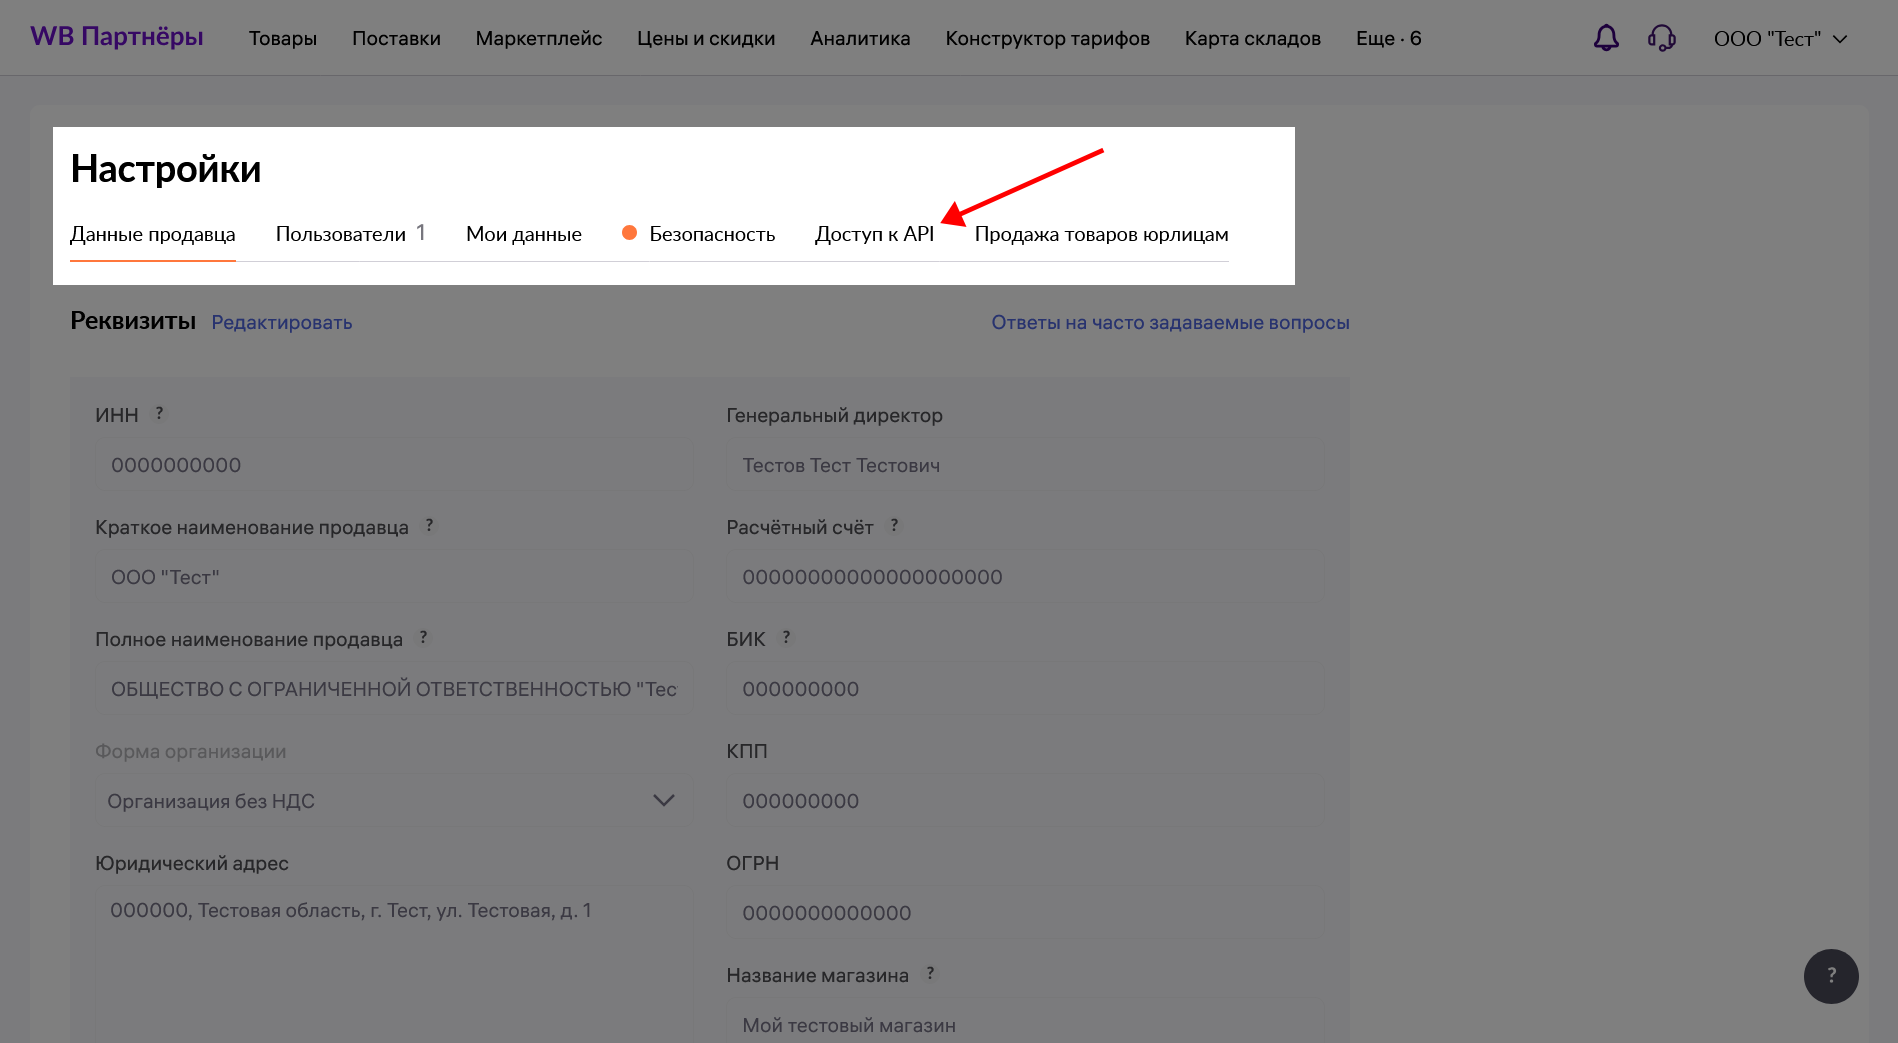 WB Партнёры Товары Поставки Маркетплейс Цены и скидки Аналитика Конструктор тарифов Карта складов Еще · 6 ООО "Тест"
Настройки
Данные продавца Пользователи 1 Мои данные Безопасность Доступ к API Продажа товаров юрлицам
Реквизиты Редактировать Ответы на часто задаваемые вопросы
ИНН ? Генеральный директор
0000000000 Тестов Тест Тестович
Краткое наименование продавца ? Расчётный счёт ?
ООО "Тест" 00000000000000000000
Полное наименование продавца ? БИК ?
ОБЩЕСТВО С ОГРАНИЧЕННОЙ ОТВЕТСТВЕННОСТЬЮ "Тес 000000000
Форма организации КПП
Организация без НДС 000000000
Юридический адрес ОГРН
000000, Тестовая область, г. Тест, ул. Тестовая, д. 1 0000000000000
Название магазина ?
?
Мой тестовый магазин